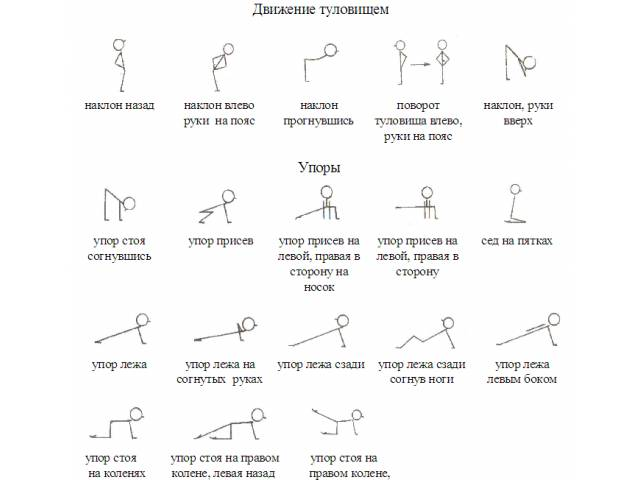 Движение туловищем
наклон назад
наклон влево
руки на пояс
наклон
прогнувшись
поворот
туловиша влево,
руки на пояс
наклон, руки
вверх
Упоры
упор стоя
согнувшись
упор присев
упор присев на
левой, правая в
сторону на
носок
упор присев на
левой, правая в
сторону
сед на пятках
упор лежа
упор лежа на
согнутых руках
упор лежа сзади
упор лежа сзади
согнув ноги
упор лежа
левым боком
упор стоя
на коленях
упор стоя на правом
колене, левая назад
упор стоя на
правом колене,